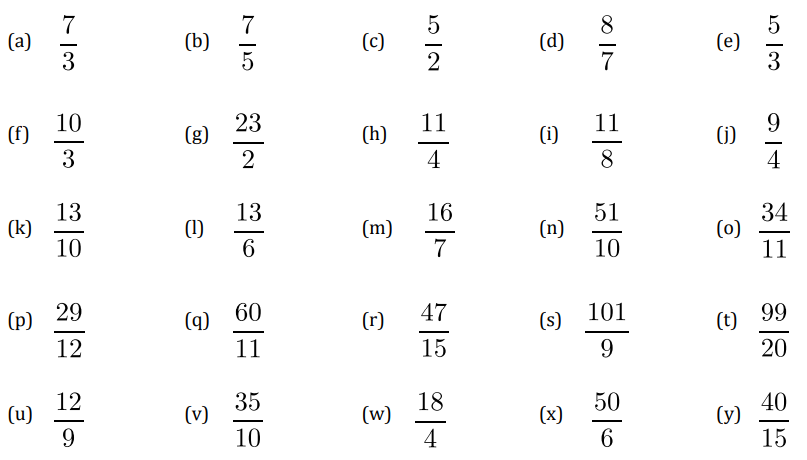 (a) 7/3 (b) 7/5 (c) 5/2 (d) 8/7 (e) 5/3
(f) 10/3 (g) 23/2 (h) 11/4 (i) 11/8 (j) 9/4
(k) 13/10 (l) 13/6 (m) 16/7 (n) 51/10 (o) 34/11
(p) 29/12 (q) 60/11 (r) 47/15 (s) 101/9 (t) 99/20
(u) 12/9 (v) 35/10 (w) 18/4 (x) 50/6 (y) 40/15